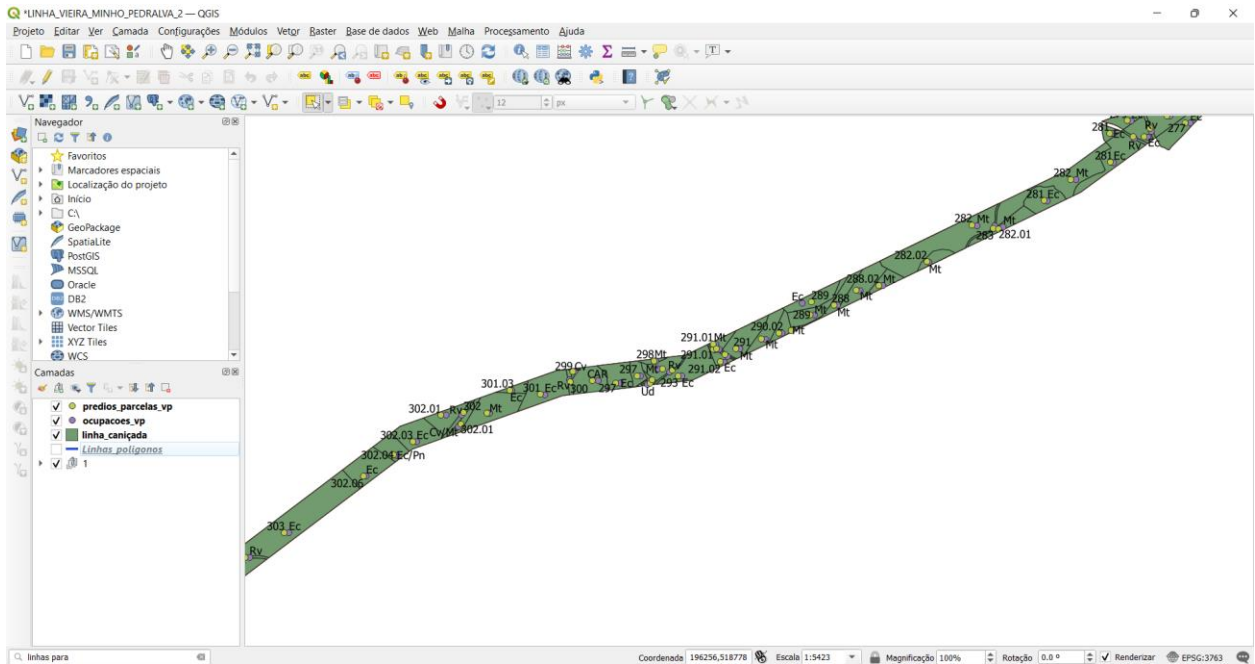 *LINHA_VIEIRA_MINHO_PEDRALVA_2 — QGIS
Projeto Editar Ver Camada Configurações Módulos Vetor Raster Base de dados Web Malha Processamento Ajuda
12 px
Navegador
Favoritos
Marcadores espaciais
Localização do projeto
Início
C:\
GeoPackage
SpatiaLite
PostGIS
MSSQL
Oracle
DB2
WMS/WMTS
Vector Tiles
XYZ Tiles
WCS
Camadas
predios_parcelas_vp
ocupacoes_vp
linha_caniçada
Linhas_poligonos
1
281 Ec Rv 277 Ec
Rv Ec
281 Ec
282 Mt
281 Ec
282 Mt Mt
283 282.01
282.02
Mt
288.02 Mt
Ec 289 288 Mt
289 Mt Mt
290.02 Mt
291.01 Mt 291 Mt
298 Mt 291.01 Mt
299 Cv CAR 297 Mt Rv 291.02 Ec
301.03 301 Ec Rv 300 297 Ec Ud 293 Ec
Ec
302.01 Rv 302 Mt
302.03 Ec Cv/Mt 302.01
302.04 Ec/Pn
Ec
302.06
303 Ec
Rv
linhas para
Coordenada 196256,518778 Escala 1:5423 Magnificação 100% Rotação 0.0 º Renderizar EPSG:3763